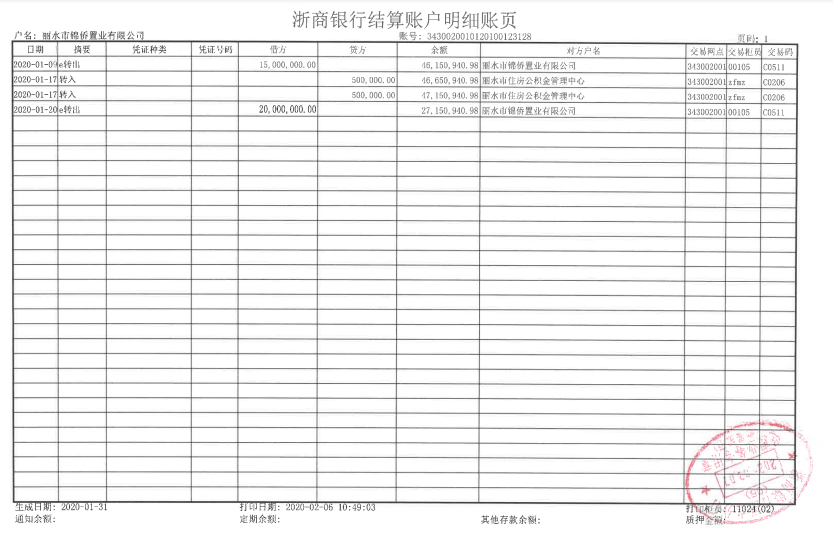 浙商银行结算账户明细账页
户名: 丽水市锦侨置业有限公司 账号: 3430020010120100123128 页码: 1
日期 摘要 凭证种类 凭证号码 借方 贷方 余额 对方户名 交易网点 交易柜员 交易码
2020-01-09 e转出 15,000,000.00 46,150,940.98 丽水市锦侨置业有限公司 343002001 00105 C0511
2020-01-17 转入 500,000.00 46,650,940.98 丽水市住房公积金管理中心 343002001 zfmz C0206
2020-01-17 转入 500,000.00 47,150,940.98 丽水市住房公积金管理中心 343002001 zfmz C0206
2020-01-20 e转出 20,000,000.00 27,150,940.98 丽水市锦侨置业有限公司 343002001 00105 C0511
生成日期: 2020-01-31 打印日期: 2020-02-06 10:49:03 打印柜员: 11024(02)
通知余额: 定期余额: 其他存款余额: 质押金额: